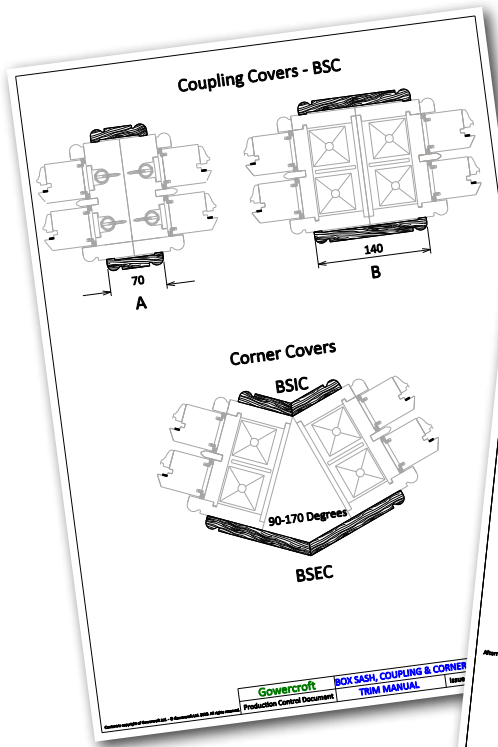 Coupling Covers - BSC
70
A
140
B
Corner Covers
BSIC
90-170 Degrees
BSEC
Gowercroft
Production Control Document
BOX SASH, COUPLING & CORNER
TRIM MANUAL
Issue